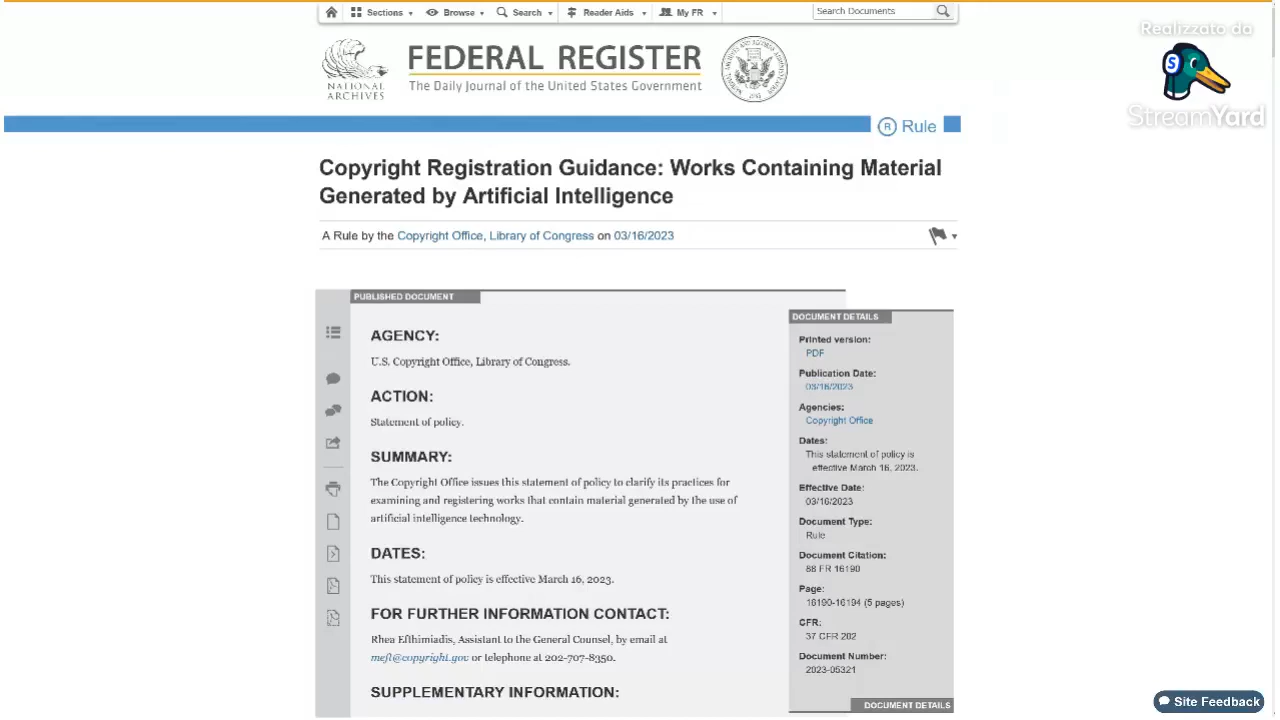 Sections Browse Search Reader Aids My FR Search Documents
Realizzato da
StreamYard
NATIONAL ARCHIVES
FEDERAL REGISTER
The Daily Journal of the United States Government
R Rule
Copyright Registration Guidance: Works Containing Material
Generated by Artificial Intelligence
A Rule by the Copyright Office, Library of Congress on 03/16/2023
PUBLISHED DOCUMENT
AGENCY:
U.S. Copyright Office, Library of Congress.
ACTION:
Statement of policy.
SUMMARY:
The Copyright Office issues this statement of policy to clarify its practices for
examining and registering works that contain material generated by the use of
artificial intelligence technology.
DATES:
This statement of policy is effective March 16, 2023.
FOR FURTHER INFORMATION CONTACT:
Rhea Efthimiadis, Assistant to the General Counsel, by email at
meft@copyright.gov or telephone at 202-707-8350.
SUPPLEMENTARY INFORMATION:
DOCUMENT DETAILS
Printed version:
PDF
Publication Date:
03/16/2023
Agencies:
Copyright Office
Dates:
This statement of policy is
effective March 16, 2023.
Effective Date:
03/16/2023
Document Type:
Rule
Document Citation:
88 FR 16190
Page:
16190-16194 (5 pages)
CFR:
37 CFR 202
Document Number:
2023-05321
DOCUMENT DETAILS
Site Feedback